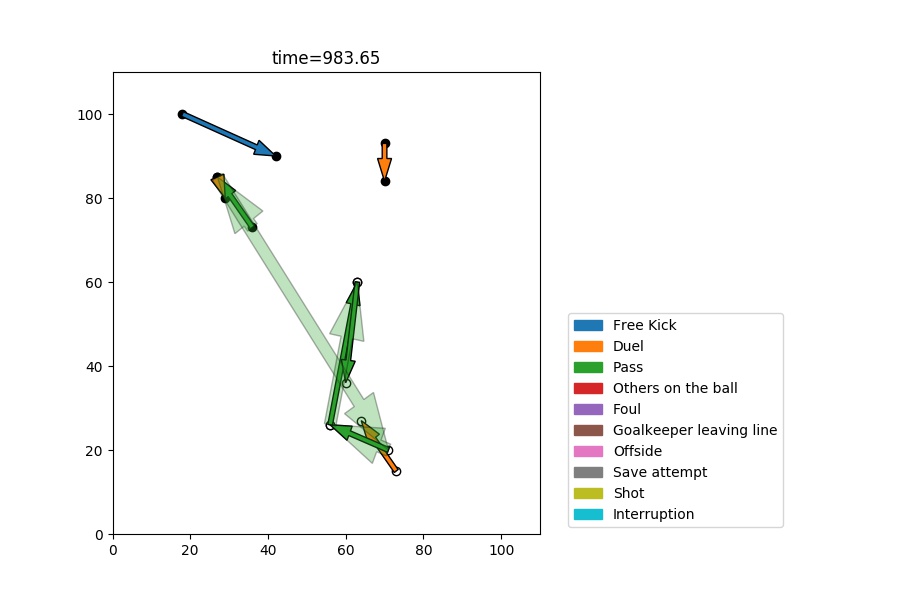 time=983.65
100
80
60
40
20
0
0
20
40
60
80
100
Free Kick
Duel
Pass
Others on the ball
Foul
Goalkeeper leaving line
Offside
Save attempt
Shot
Interruption